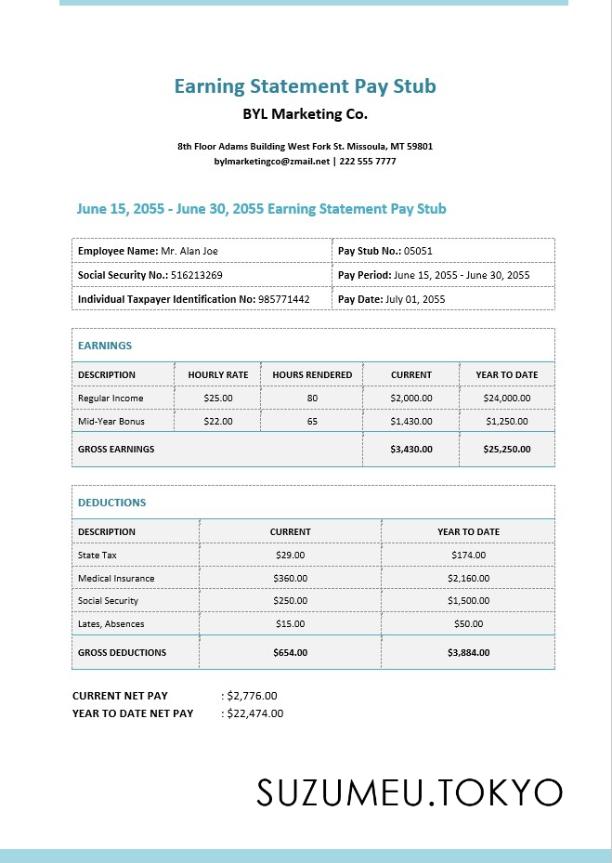 Earning Statement Pay Stub
BYL Marketing Co.
8th Floor Adams Building West Fork St. Missoula, MT 59801
bylmarketingco@zmail.net | 222 555 7777
June 15, 2055 - June 30, 2055 Earning Statement Pay Stub
Employee Name: Mr. Alan Joe Pay Stub No.: 05051
Social Security No.: 516213269 Pay Period: June 15, 2055 - June 30, 2055
Individual Taxpayer Identification No: 985771442 Pay Date: July 01, 2055
EARNINGS
DESCRIPTION HOURLY RATE HOURS RENDERED CURRENT YEAR TO DATE
Regular Income $25.00 80 $2,000.00 $24,000.00
Mid-Year Bonus $22.00 65 $1,430.00 $1,250.00
GROSS EARNINGS $3,430.00 $25,250.00
DEDUCTIONS
DESCRIPTION CURRENT YEAR TO DATE
State Tax $29.00 $174.00
Medical Insurance $360.00 $2,160.00
Social Security $250.00 $1,500.00
Lates, Absences $15.00 $50.00
GROSS DEDUCTIONS $654.00 $3,884.00
CURRENT NET PAY : $2,776.00
YEAR TO DATE NET PAY : $22,474.00
SUZUMEU.TOKYO